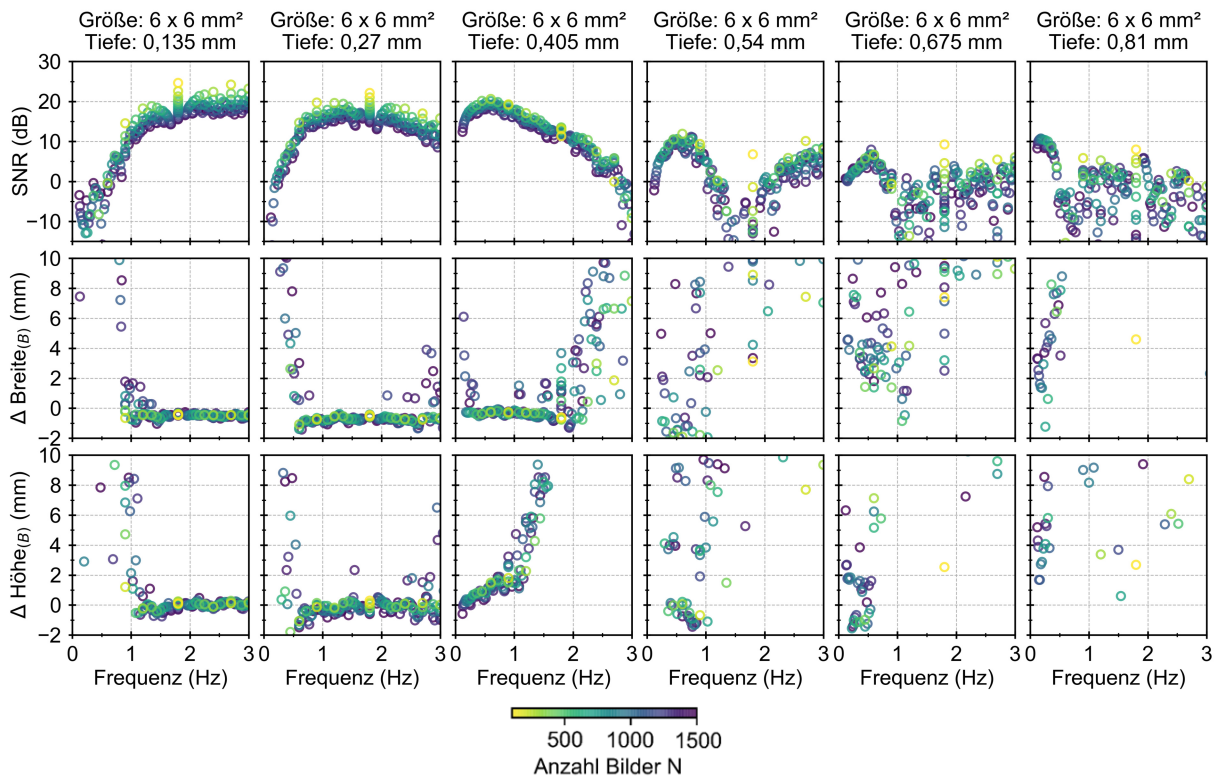 Größe: 6 x 6 mm² Größe: 6 x 6 mm² Größe: 6 x 6 mm² Größe: 6 x 6 mm² Größe: 6 x 6 mm² Größe: 6 x 6 mm²
Tiefe: 0,135 mm Tiefe: 0,27 mm Tiefe: 0,405 mm Tiefe: 0,54 mm Tiefe: 0,675 mm Tiefe: 0,81 mm
SNR (dB)
30
20
10
0
−10
Δ Breite(B) (mm)
10
8
6
4
2
0
−2
Δ Höhe(B) (mm)
10
8
6
4
2
0
−2
0 1 2 3 0 1 2 3 0 1 2 3 0 1 2 3 0 1 2 3 0 1 2 3
Frequenz (Hz) Frequenz (Hz) Frequenz (Hz) Frequenz (Hz) Frequenz (Hz) Frequenz (Hz)
500 1000 1500
Anzahl Bilder N